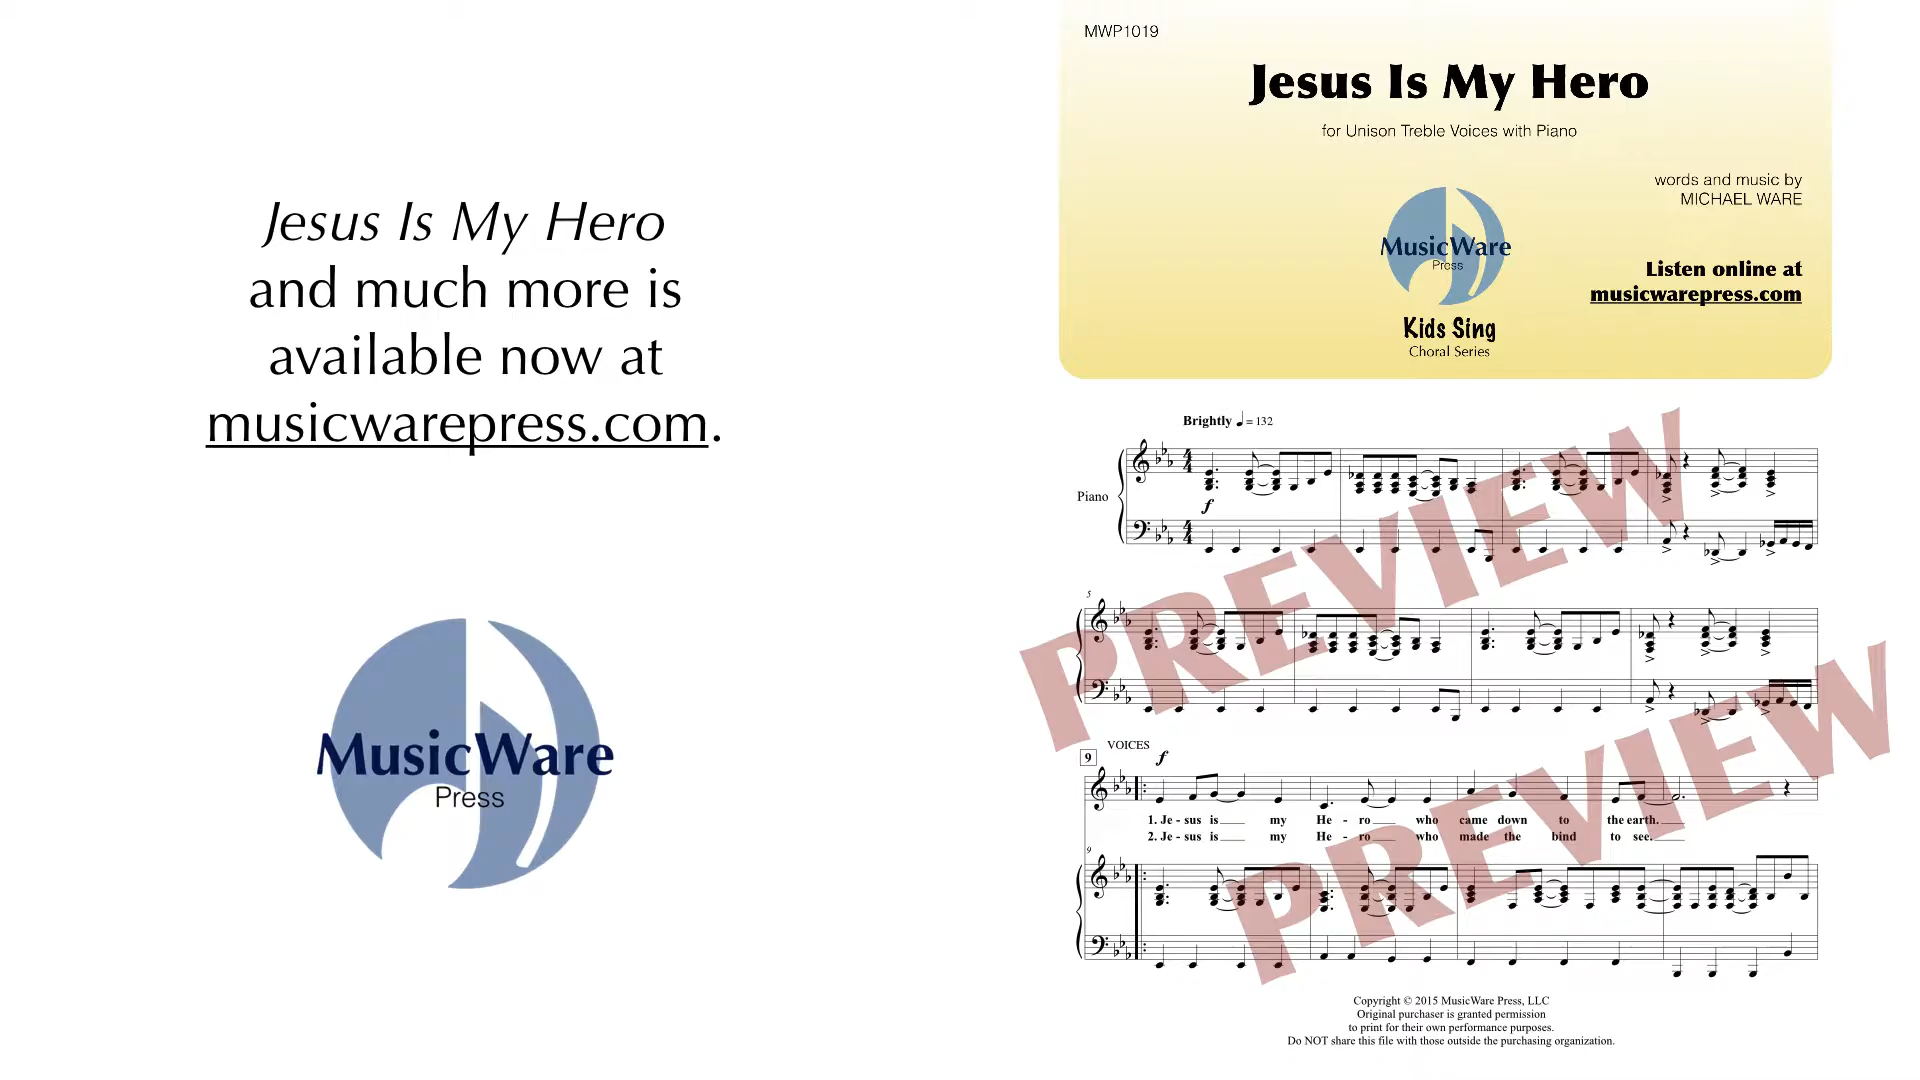 Jesus Is My Hero
and much more is
available now at
musicwarepress.com.
MusicWare
Press
MWP1019
Jesus Is My Hero
for Unison Treble Voices with Piano
words and music by
MICHAEL WARE
MusicWare
Press
Listen online at
musicwarepress.com
Kids Sing
Choral Series
Brightly ♩ = 132
Piano
f
5
PREVIEW
VOICES
9
f
1. Je - sus is my He - ro who came down to the earth.
2. Je - sus is my He - ro who made the bind to see.
9
PREVIEW
Copyright © 2015 MusicWare Press, LLC
Original purchaser is granted permission
to print for their own performance purposes.
Do NOT share this file with those outside the purchasing organization.